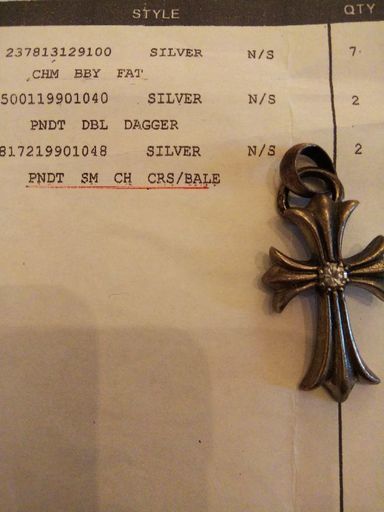 STYLE QTY
237813129100 SILVER N/S 7
CHM BBY FAT
500119901040 SILVER N/S 2
PNDT DBL DAGGER
817219901048 SILVER N/S 2
PNDT SM CH CRS/BALE